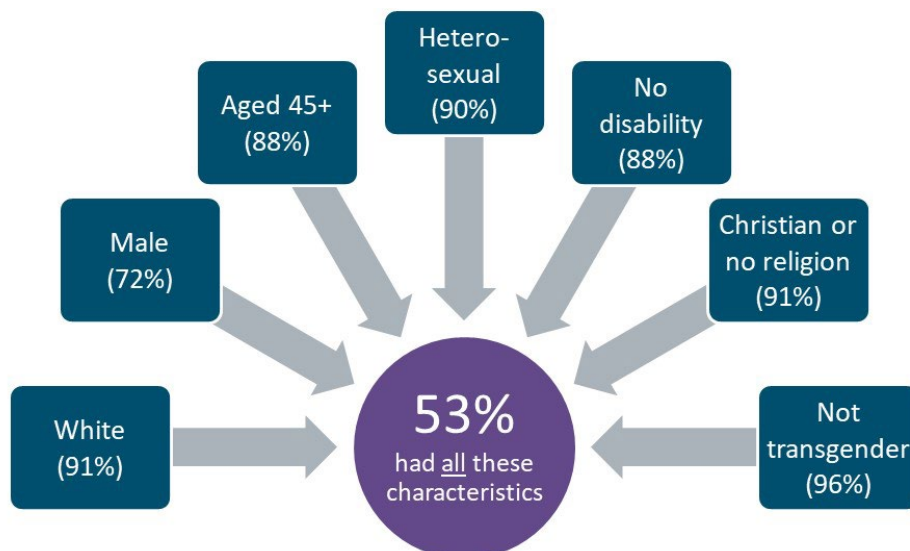 White
(91%)
Male
(72%)
Aged 45+
(88%)
Hetero-
sexual
(90%)
No
disability
(88%)
Christian or
no religion
(91%)
Not
transgender
(96%)
53%
had all these
characteristics